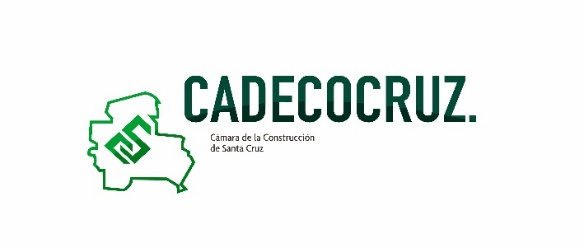 CADECOCRUZ.
Cámara de la Construcción
de Santa Cruz